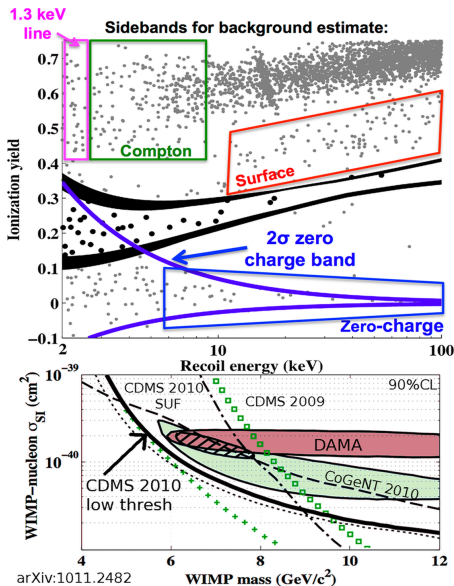 1.3 keV
line
Sidebands for background estimate:
0.7
0.6
0.5
0.4
0.3
0.2
0.1
0
−0.1
Ionization yield
Compton
Surface
2σ zero
charge band
Zero-charge
2 10 100
Recoil energy (keV)
10⁻³⁹
10⁻⁴⁰
WIMP−nucleon σSI (cm²)
CDMS 2010
SUF
CDMS 2009
90%CL
DAMA
CoGeNT 2010
CDMS 2010
low thresh
4 6 8 10 12
WIMP mass (GeV/c²)
arXiv:1011.2482